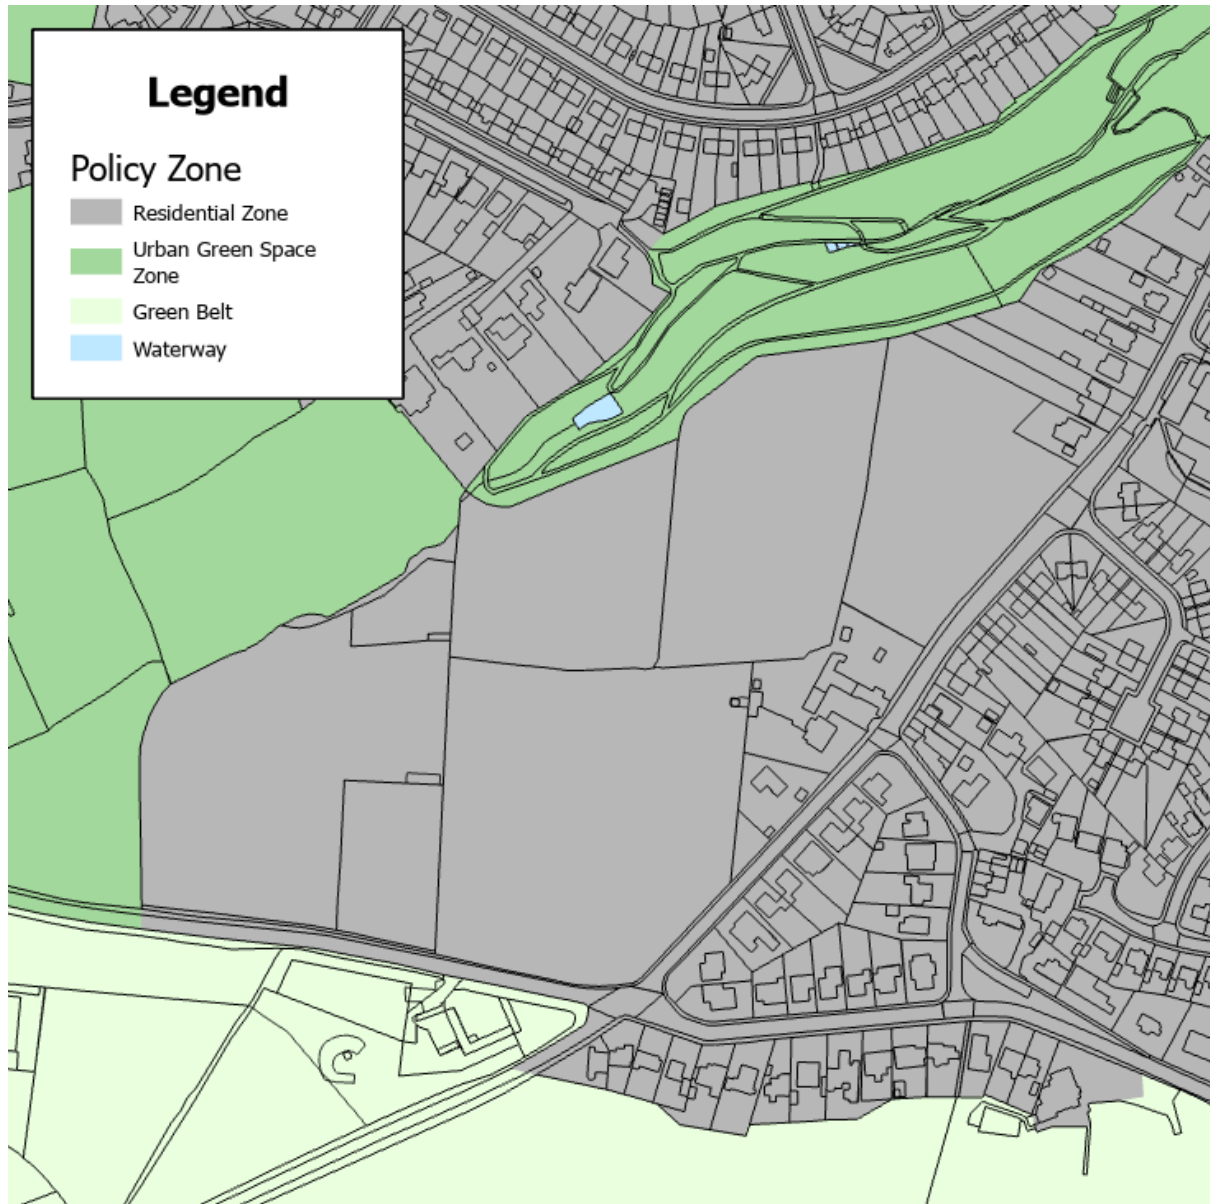 Legend
Policy Zone
Residential Zone
Urban Green Space
Zone
Green Belt
Waterway